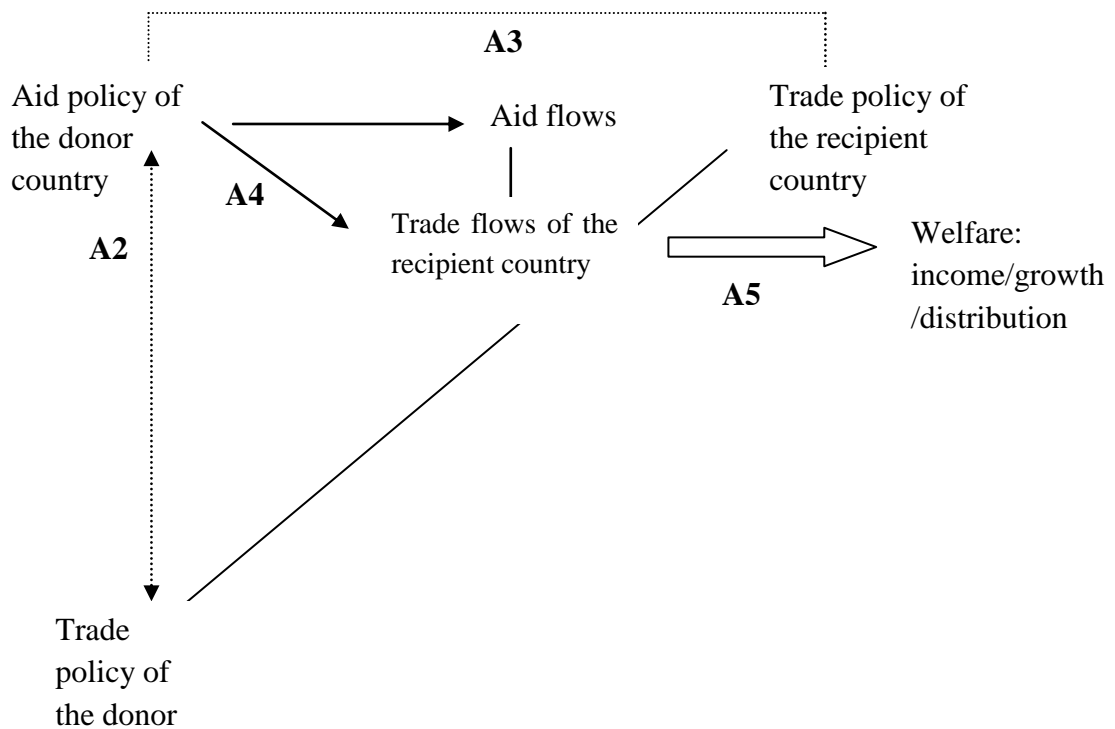 A3
Aid policy of
the donor
country
Aid flows
Trade policy of
the recipient
country
A4
Trade flows of the
recipient country
A2
A5
Welfare:
income/growth
/distribution
Trade
policy of
the donor